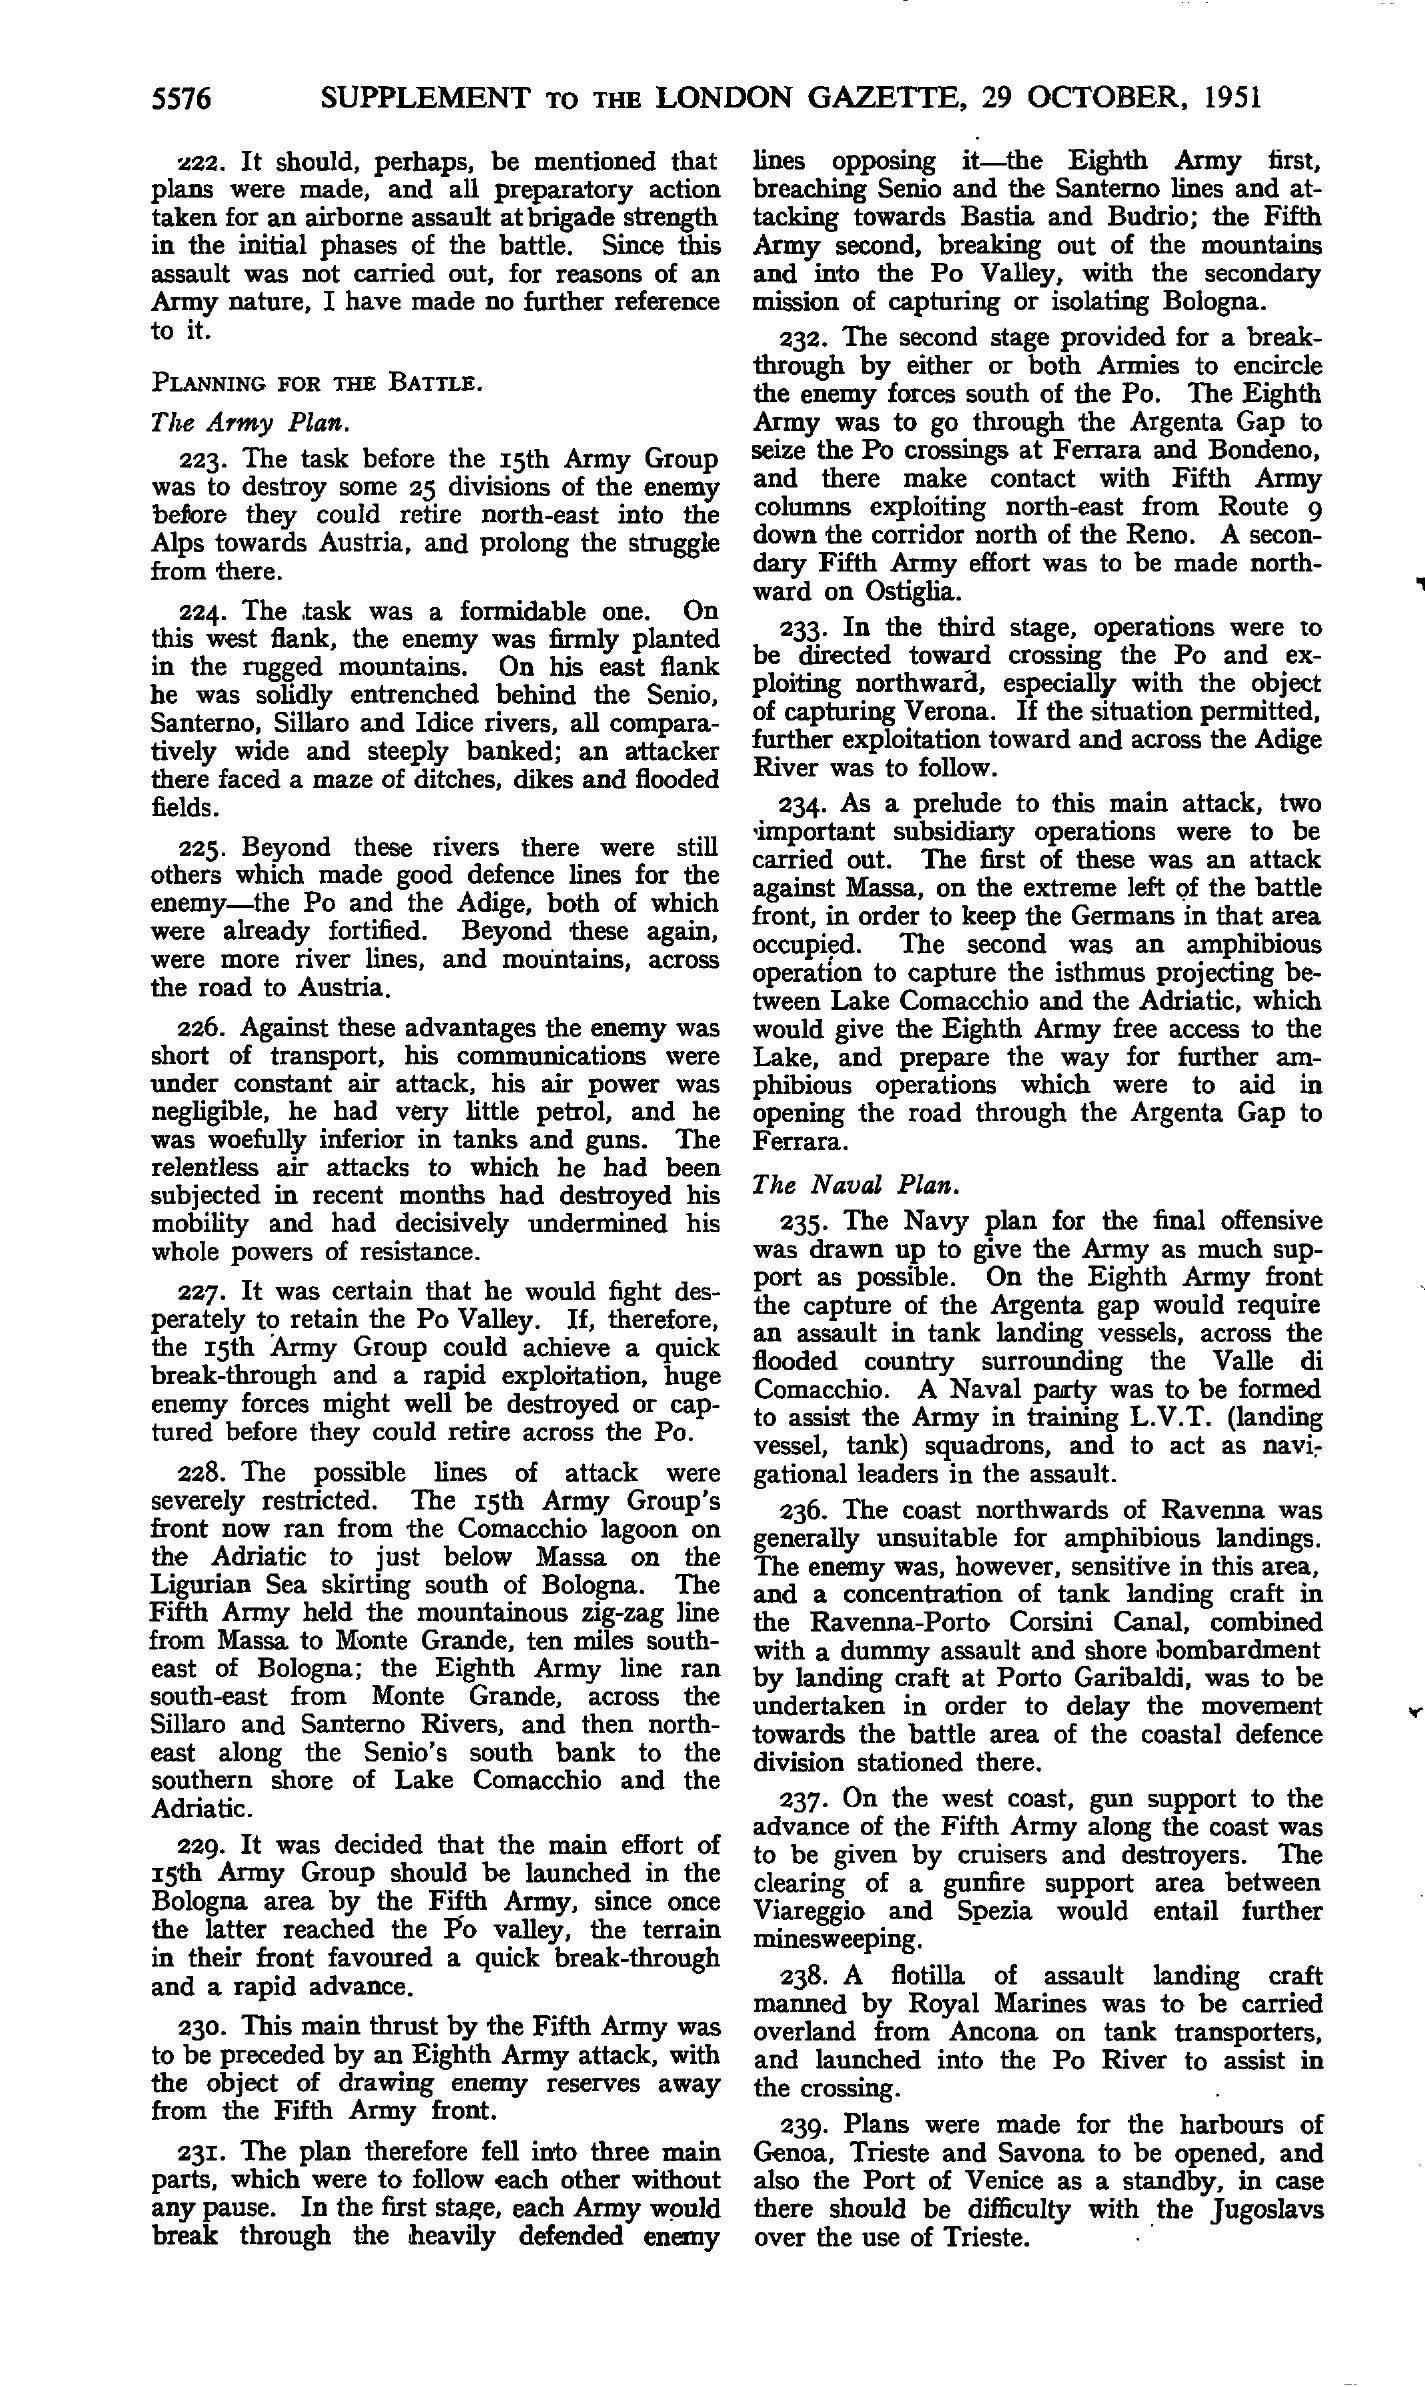 5576 SUPPLEMENT TO THE LONDON GAZETTE, 29 OCTOBER, 1951
222. It should, perhaps, be mentioned that
plans were made, and all preparatory action
taken for an airborne assault at brigade strength
in the initial phases of the battle. Since this
assault was not carried out, for reasons of an
Army nature, I have made no further reference
to it.
PLANNING FOR THE BATTLE.
The Army Plan.
223. The task before the 15th Army Group
was to destroy some 25 divisions of the enemy
before they could retire north-east into the
Alps towards Austria, and prolong the struggle
from there.
224. The task was a formidable one. On
this west flank, the enemy was firmly planted
in the rugged mountains. On his east flank
he was solidly entrenched behind the Senio,
Santerno, Sillaro and Idice rivers, all compara-
tively wide and steeply banked; an attacker
there faced a maze of ditches, dikes and flooded
fields.
225. Beyond these rivers there were still
others which made good defence lines for the
enemy—the Po and the Adige, both of which
were already fortified. Beyond these again,
were more river lines, and mountains, across
the road to Austria.
226. Against these advantages the enemy was
short of transport, his communications were
under constant air attack, his air power was
negligible, he had very little petrol, and he
was woefully inferior in tanks and guns. The
relentless air attacks to which he had been
subjected in recent months had destroyed his
mobility and had decisively undermined his
whole powers of resistance.
227. It was certain that he would fight des-
perately to retain the Po Valley. If, therefore,
the 15th Army Group could achieve a quick
break-through and a rapid exploitation, huge
enemy forces might well be destroyed or cap-
tured before they could retire across the Po.
228. The possible lines of attack were
severely restricted. The 15th Army Group's
front now ran from the Comacchio lagoon on
the Adriatic to just below Massa on the
Ligurian Sea skirting south of Bologna. The
Fifth Army held the mountainous zig-zag line
from Massa to Monte Grande, ten miles south-
east of Bologna; the Eighth Army line ran
south-east from Monte Grande, across the
Sillaro and Santerno Rivers, and then north-
east along the Senio's south bank to the
southern shore of Lake Comacchio and the
Adriatic.
229. It was decided that the main effort of
15th Army Group should be launched in the
Bologna area by the Fifth Army, since once
the latter reached the Po valley, the terrain
in their front favoured a quick break-through
and a rapid advance.
230. This main thrust by the Fifth Army was
to be preceded by an Eighth Army attack, with
the object of drawing enemy reserves away
from the Fifth Army front.
231. The plan therefore fell into three main
parts, which were to follow each other without
any pause. In the first stage, each Army would
break through the heavily defended enemy
lines opposing it—the Eighth Army first,
breaching Senio and the Santerno lines and at-
tacking towards Bastia and Budrio; the Fifth
Army second, breaking out of the mountains
and into the Po Valley, with the secondary
mission of capturing or isolating Bologna.
232. The second stage provided for a break-
through by either or both Armies to encircle
the enemy forces south of the Po. The Eighth
Army was to go through the Argenta Gap to
seize the Po crossings at Ferrara and Bondeno,
and there make contact with Fifth Army
columns exploiting north-east from Route 9
down the corridor north of the Reno. A secon-
dary Fifth Army effort was to be made north-
ward on Ostiglia.
233. In the third stage, operations were to
be directed toward crossing the Po and ex-
ploiting northward, especially with the object
of capturing Verona. If the situation permitted,
further exploitation toward and across the Adige
River was to follow.
234. As a prelude to this main attack, two
important subsidiary operations were to be
carried out. The first of these was an attack
against Massa, on the extreme left of the battle
front, in order to keep the Germans in that area
occupied. The second was an amphibious
operation to capture the isthmus projecting be-
tween Lake Comacchio and the Adriatic, which
would give the Eighth Army free access to the
Lake, and prepare the way for further am-
phibious operations which were to aid in
opening the road through the Argenta Gap to
Ferrara.
The Naval Plan.
235. The Navy plan for the final offensive
was drawn up to give the Army as much sup-
port as possible. On the Eighth Army front
the capture of the Argenta gap would require
an assault in tank landing vessels, across the
flooded country surrounding the Valle di
Comacchio. A Naval party was to be formed
to assist the Army in training L.V.T. (landing
vessel, tank) squadrons, and to act as navi-
gational leaders in the assault.
236. The coast northwards of Ravenna was
generally unsuitable for amphibious landings.
The enemy was, however, sensitive in this area,
and a concentration of tank landing craft in
the Ravenna-Porto Corsini Canal, combined
with a dummy assault and shore bombardment
by landing craft at Porto Garibaldi, was to be
undertaken in order to delay the movement
towards the battle area of the coastal defence
division stationed there.
237. On the west coast, gun support to the
advance of the Fifth Army along the coast was
to be given by cruisers and destroyers. The
clearing of a gunfire support area between
Viareggio and Spezia would entail further
minesweeping.
238. A flotilla of assault landing craft
manned by Royal Marines was to be carried
overland from Ancona on tank transporters,
and launched into the Po River to assist in
the crossing.
239. Plans were made for the harbours of
Genoa, Trieste and Savona to be opened, and
also the Port of Venice as a standby, in case
there should be difficulty with the Jugoslavs
over the use of Trieste.